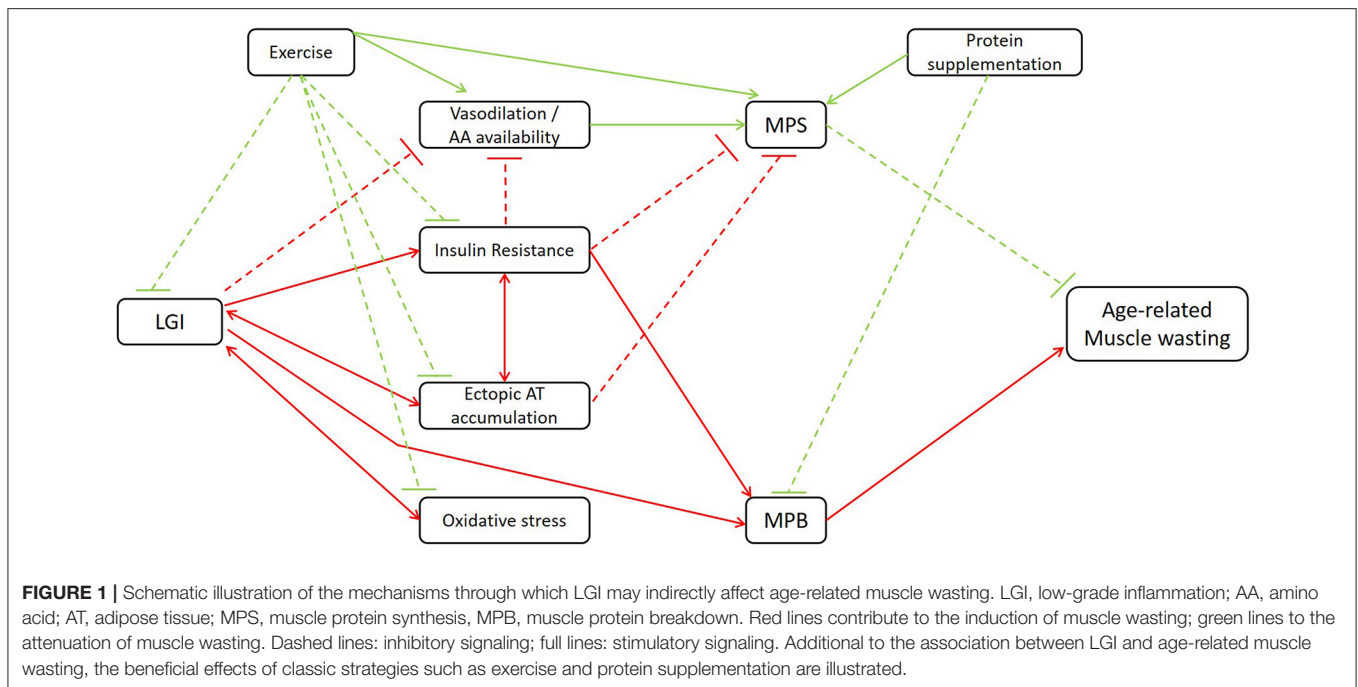 Exercise
Protein
supplementation
Vasodilation /
AA availability
MPS
Insulin Resistance
LGI
Age-related
Muscle wasting
Ectopic AT
accumulation
Oxidative stress
MPB
FIGURE 1 | Schematic illustration of the mechanisms through which LGI may indirectly affect age-related muscle wasting. LGI, low-grade inflammation; AA, amino
acid; AT, adipose tissue; MPS, muscle protein synthesis, MPB, muscle protein breakdown. Red lines contribute to the induction of muscle wasting; green lines to the
attenuation of muscle wasting. Dashed lines: inhibitory signaling; full lines: stimulatory signaling. Additional to the association between LGI and age-related muscle
wasting, the beneficial effects of classic strategies such as exercise and protein supplementation are illustrated.